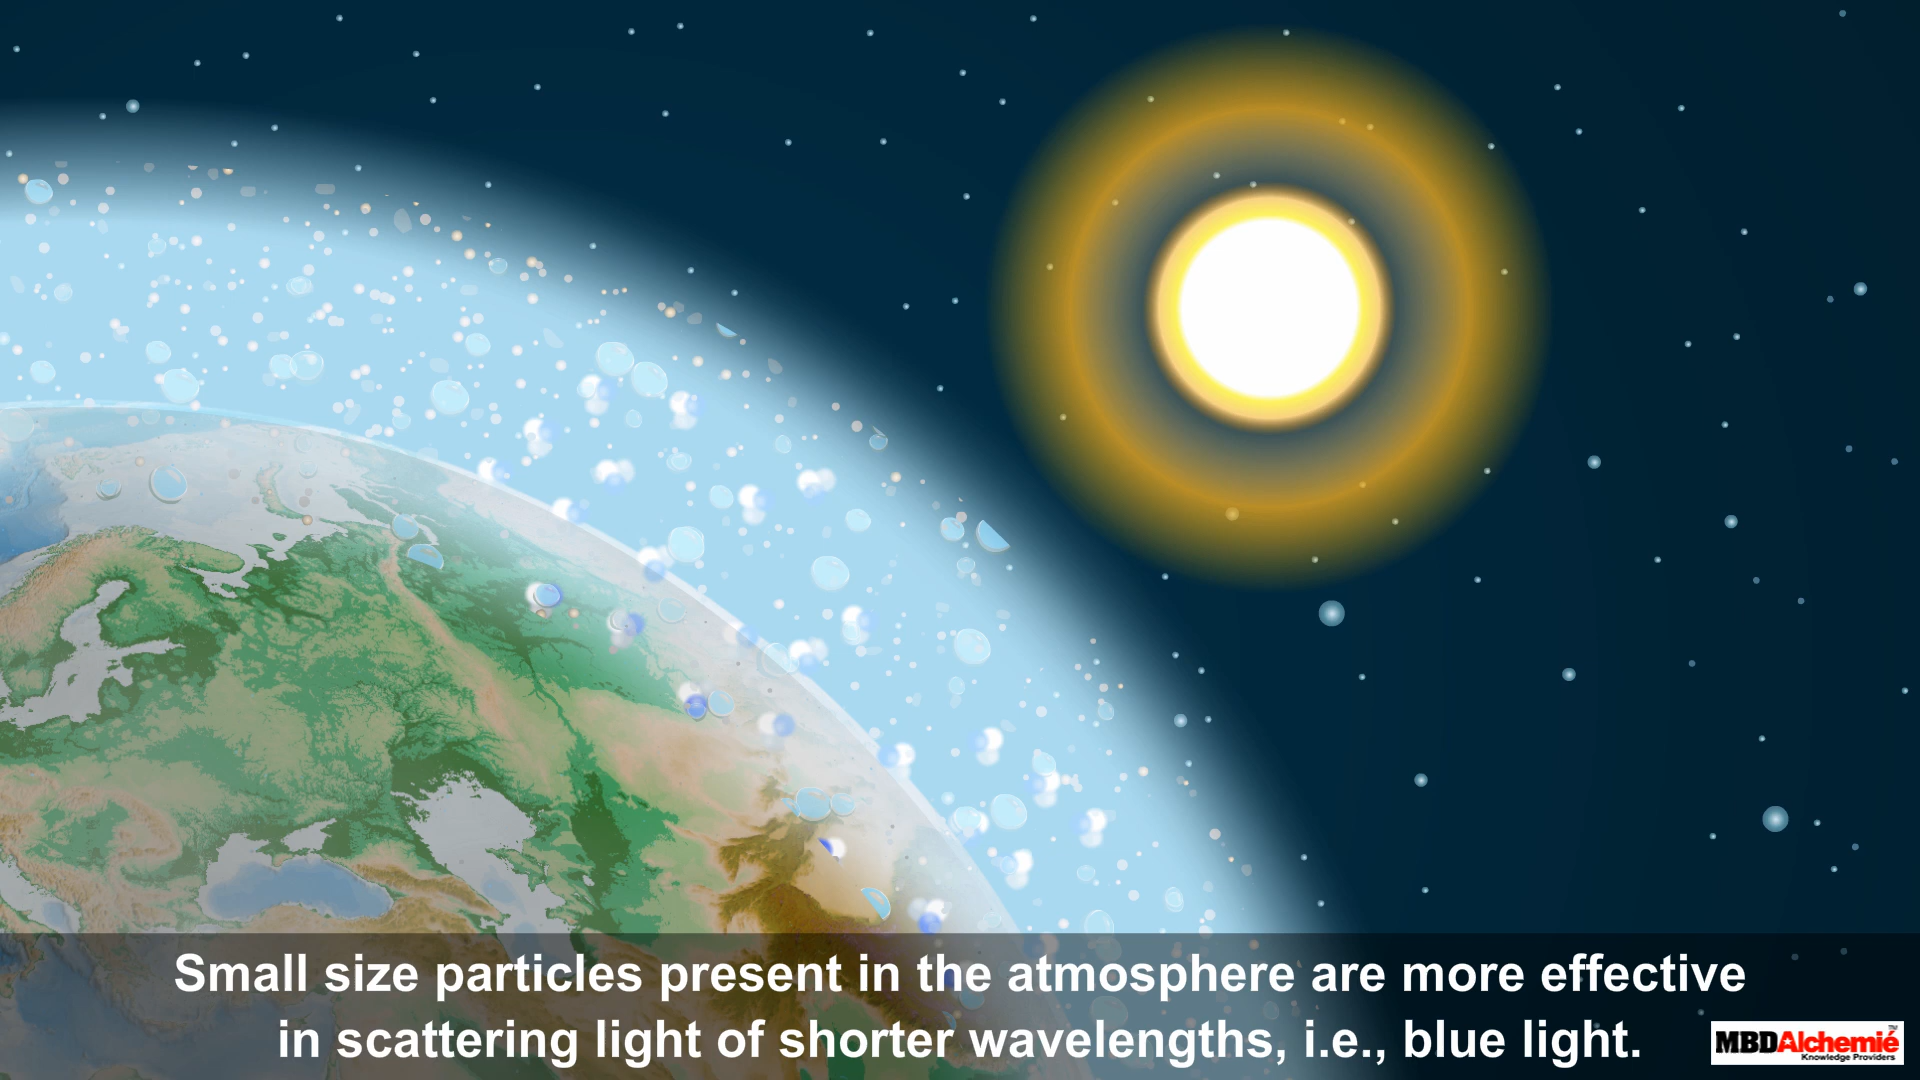 Small size particles present in the atmosphere are more effective
in scattering light of shorter wavelengths, i.e., blue light.
MBDAlchemié™
Knowledge Providers